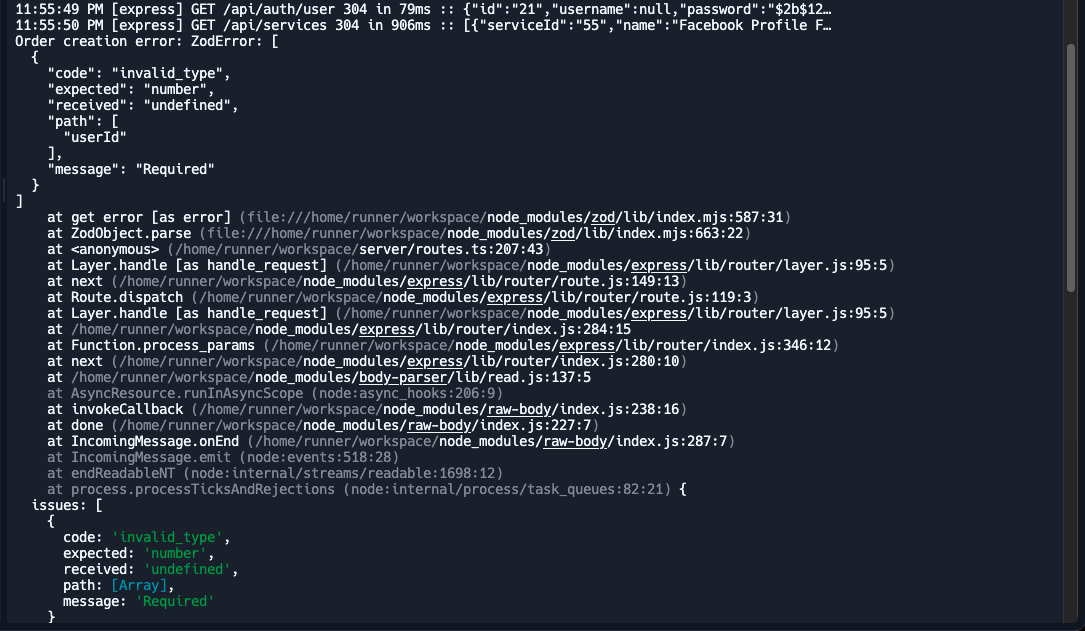 11:55:49 PM [express] GET /api/auth/user 304 in 79ms :: {"id":"21","username":null,"password":"$2b$12…
11:55:50 PM [express] GET /api/services 304 in 906ms :: [{"serviceId":"55","name":"Facebook Profile F…
Order creation error: ZodError: [
  {
    "code": "invalid_type",
    "expected": "number",
    "received": "undefined",
    "path": [
      "userId"
    ],
    "message": "Required"
  }
]
    at get error [as error] (file:///home/runner/workspace/node_modules/zod/lib/index.mjs:587:31)
    at ZodObject.parse (file:///home/runner/workspace/node_modules/zod/lib/index.mjs:663:22)
    at <anonymous> (/home/runner/workspace/server/routes.ts:207:43)
    at Layer.handle [as handle_request] (/home/runner/workspace/node_modules/express/lib/router/layer.js:95:5)
    at next (/home/runner/workspace/node_modules/express/lib/router/route.js:149:13)
    at Route.dispatch (/home/runner/workspace/node_modules/express/lib/router/route.js:119:3)
    at Layer.handle [as handle_request] (/home/runner/workspace/node_modules/express/lib/router/layer.js:95:5)
    at /home/runner/workspace/node_modules/express/lib/router/index.js:284:15
    at Function.process_params (/home/runner/workspace/node_modules/express/lib/router/index.js:346:12)
    at next (/home/runner/workspace/node_modules/express/lib/router/index.js:280:10)
    at /home/runner/workspace/node_modules/body-parser/lib/read.js:137:5
    at AsyncResource.runInAsyncScope (node:async_hooks:206:9)
    at invokeCallback (/home/runner/workspace/node_modules/raw-body/index.js:238:16)
    at done (/home/runner/workspace/node_modules/raw-body/index.js:227:7)
    at IncomingMessage.onEnd (/home/runner/workspace/node_modules/raw-body/index.js:287:7)
    at IncomingMessage.emit (node:events:518:28)
    at endReadableNT (node:internal/streams/readable:1698:12)
    at process.processTicksAndRejections (node:internal/process/task_queues:82:21) {
  issues: [
    {
      code: 'invalid_type',
      expected: 'number',
      received: 'undefined',
      path: [Array],
      message: 'Required'
    }